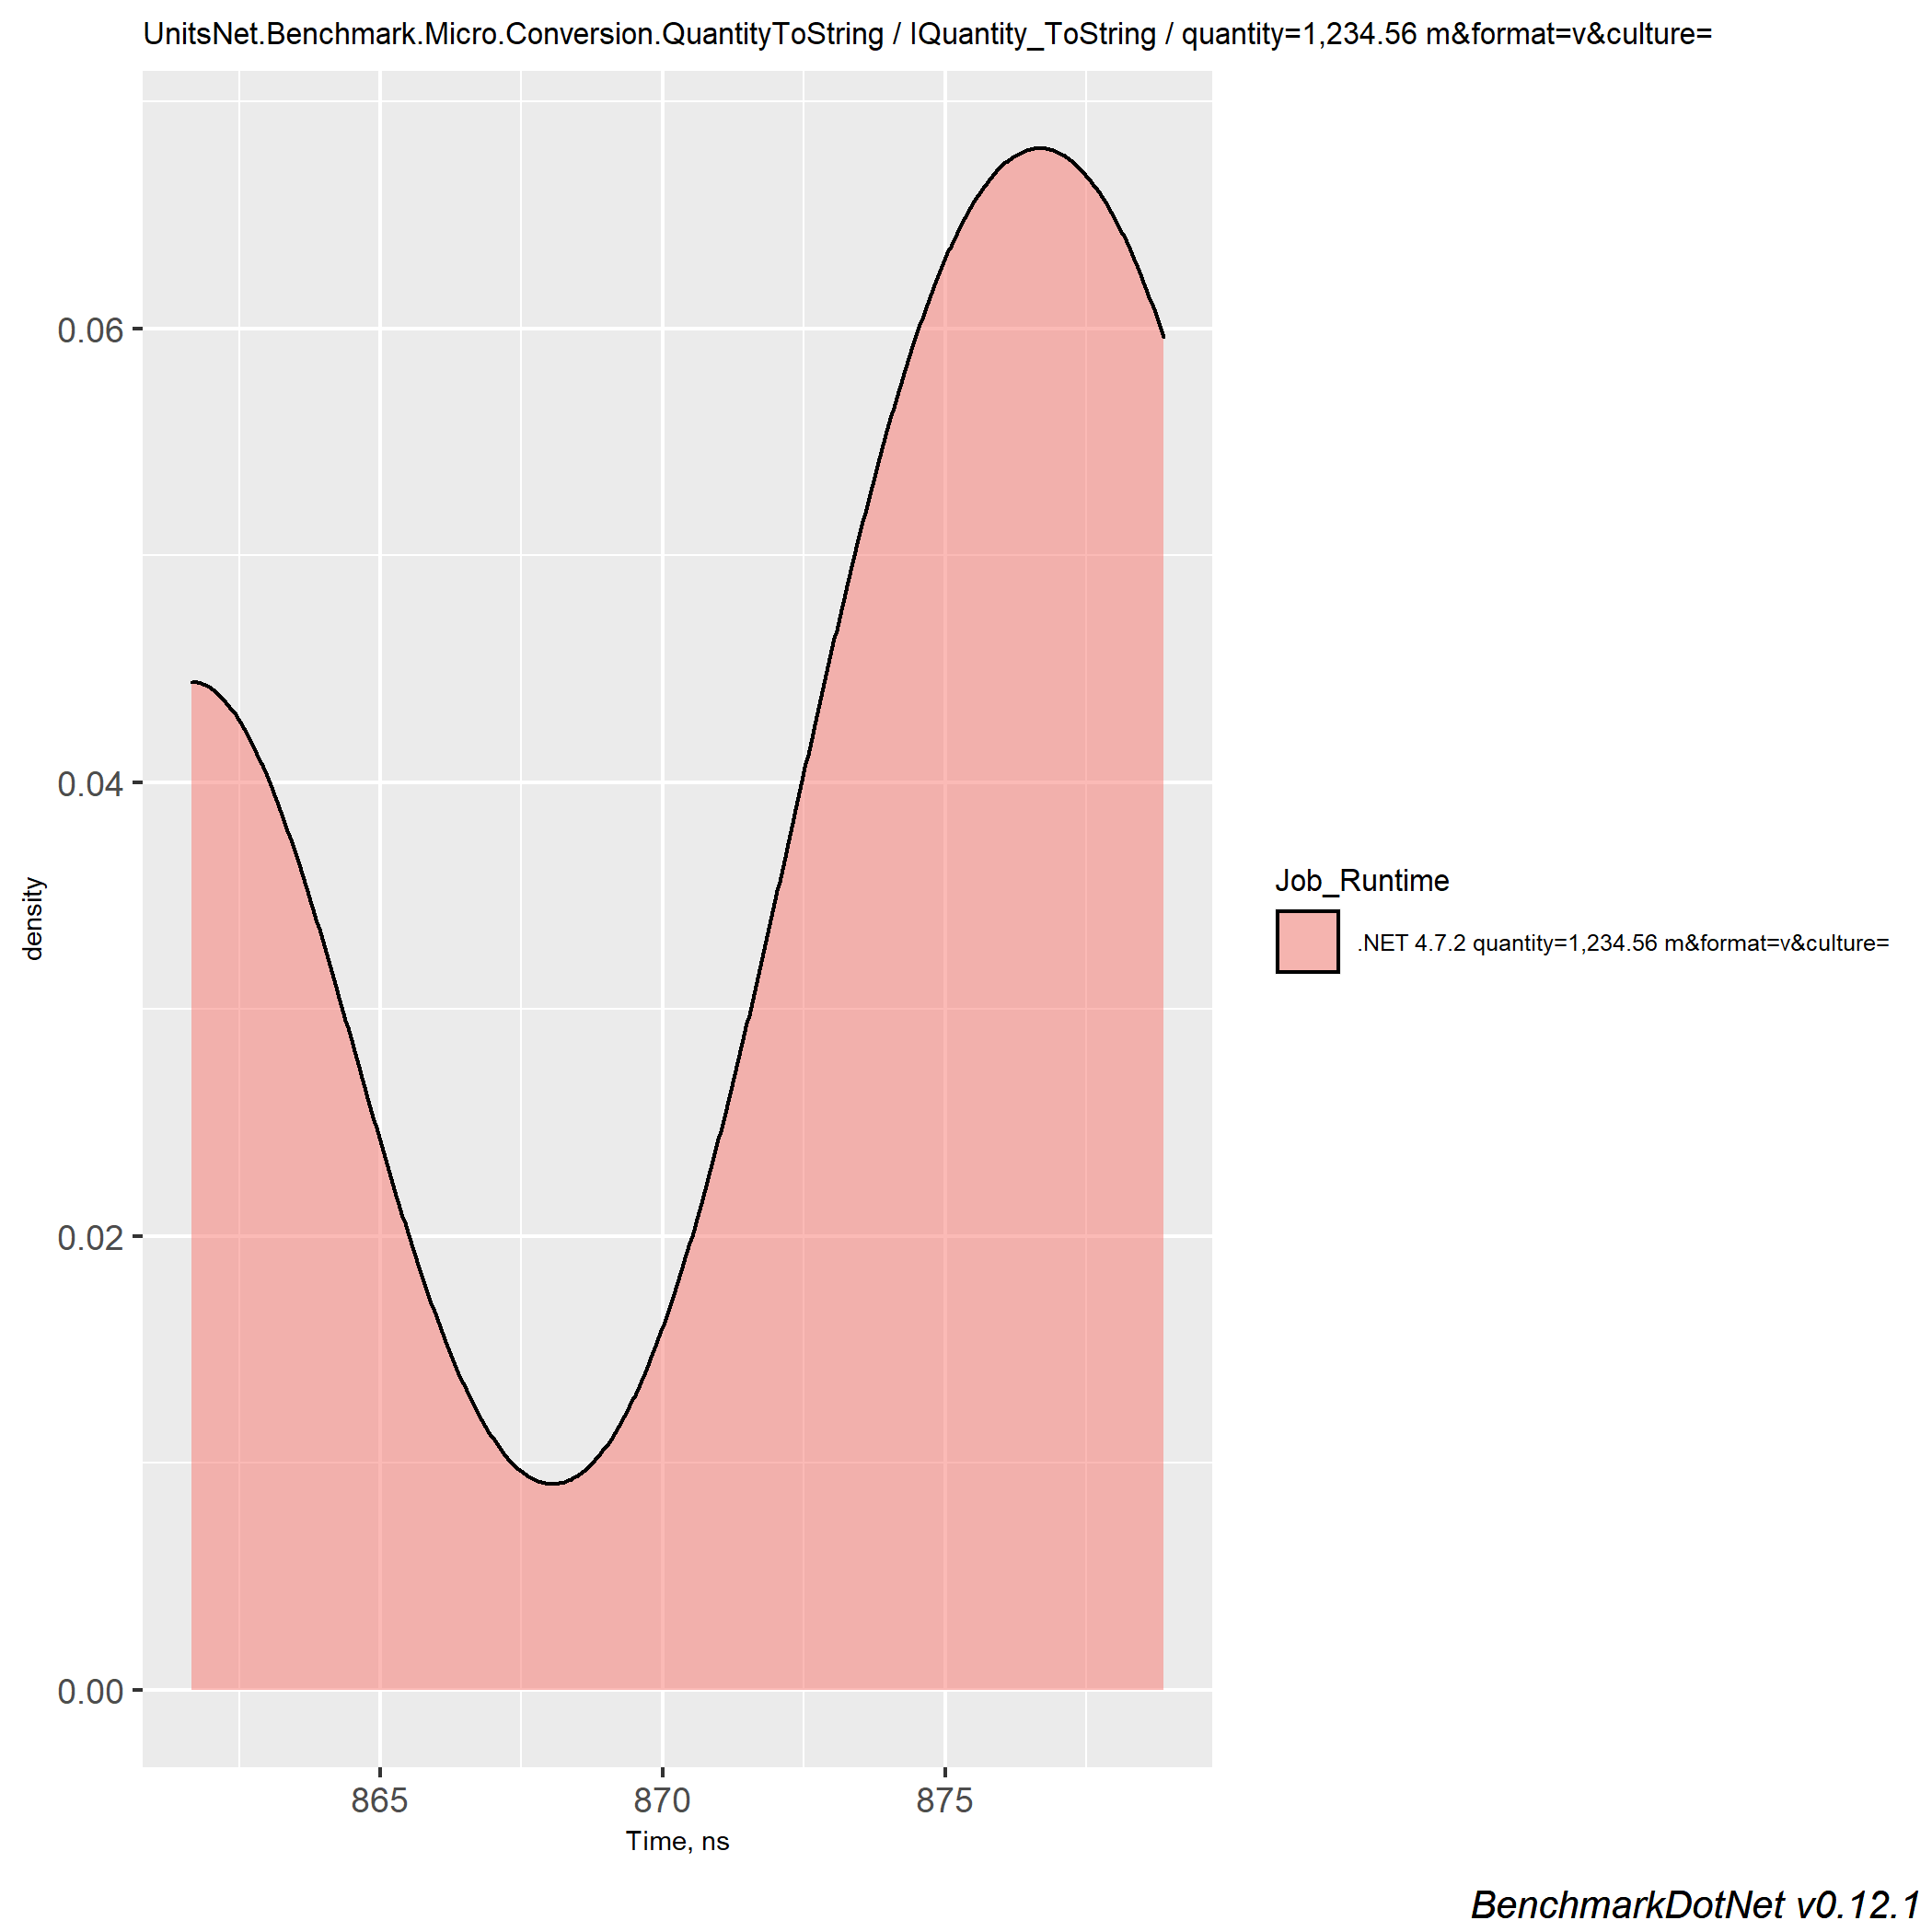 UnitsNet.Benchmark.Micro.Conversion.QuantityToString / IQuantity_ToString / quantity=1,234.56 m&format=v&culture=
0.06
0.04
0.02
0.00
density
865 870 875
Time, ns
Job_Runtime
.NET 4.7.2 quantity=1,234.56 m&format=v&culture=
BenchmarkDotNet v0.12.1